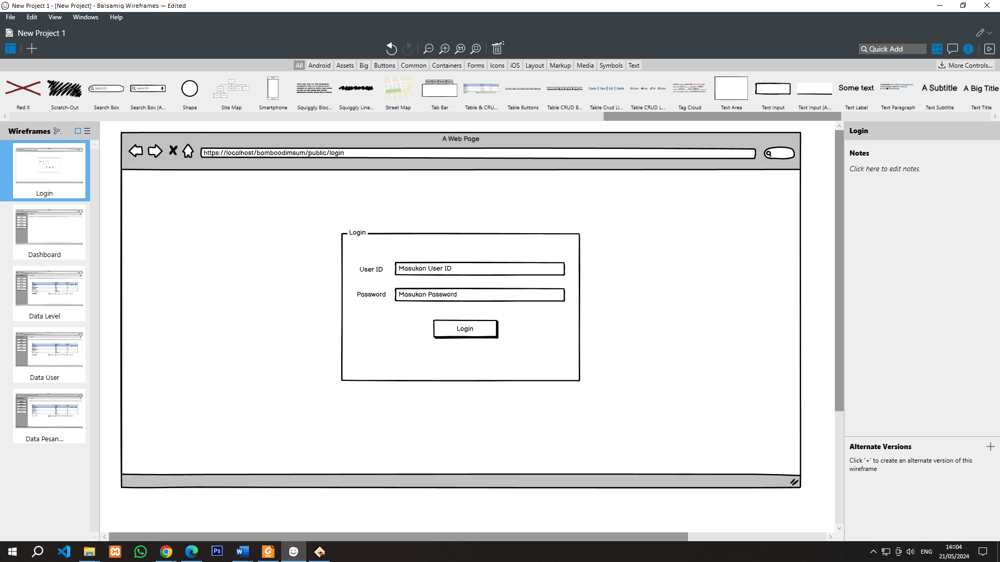 New Project 1 - [New Project] - Balsamiq Wireframes — Edited
File Edit View Windows Help
New Project 1
1:1
Quick Add
All Android Assets Big Buttons Common Containers Forms Icons iOS Layout Markup Media Symbols Text
More Controls...
search
search
Some text
A Subtitle
A Big Title
Red X
Scratch-Out
Search Box
Search Box (A...
Shape
Site Map
Smartphone
Squiggly Bloc...
Squiggly Line...
Street Map
Tab Bar
Table & CRU...
Table Buttons
Table CRUD B...
Table Crud Li...
Table CRUD L...
Tag Cloud
Text Area
Text Input
Text Input (A...
Text Label
Text Paragraph
Text Subtitle
Text Title
Wireframes
Login
Dashboard
Data Level
Data User
Data Pesan...
A Web Page
https://localhost/bamboodimsum/public/login
Login
User ID
Masukan User ID
Password
Masukan Password
Login
Login
Notes
Click here to edit notes.
Alternate Versions
Click '+' to create an alternate version of this
wireframe
ENG
14:04
21/05/2024